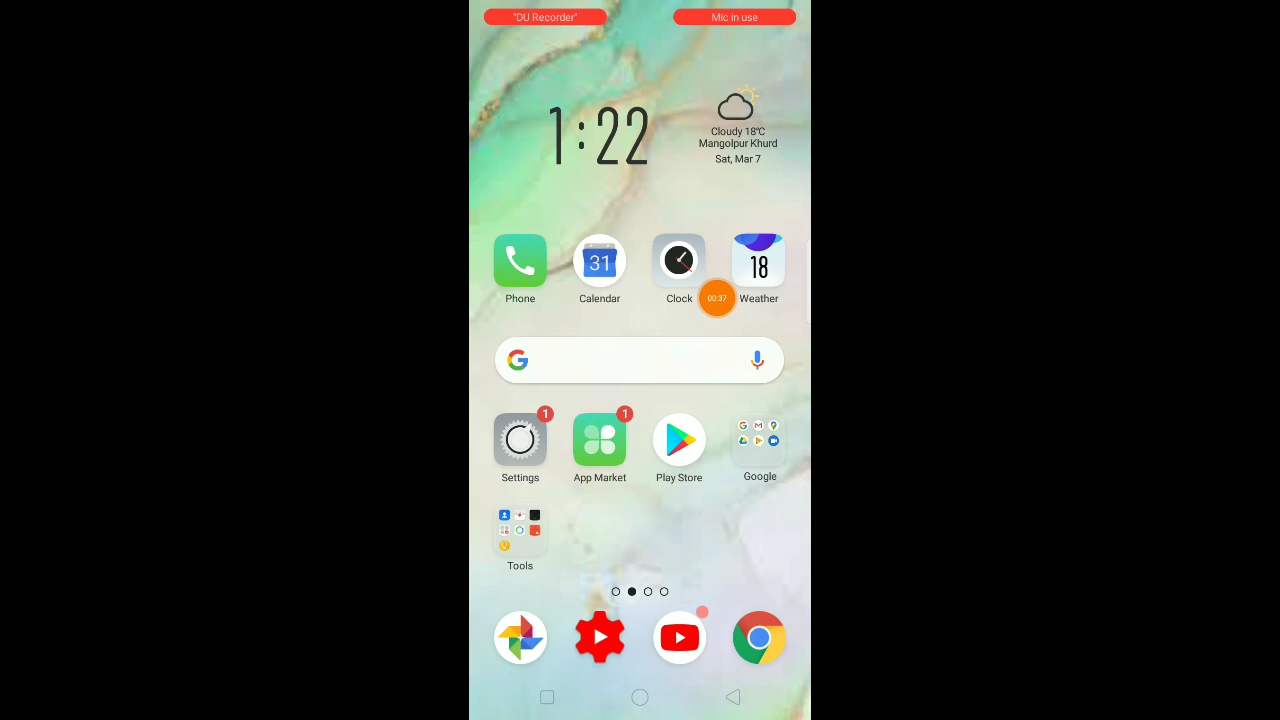 "DU Recorder" Mic in use
1:22
Cloudy 18°C
Mangolpur Khurd
Sat, Mar 7
31 18
Phone Calendar Clock 00:37 Weather
G
1 1
Settings App Market Play Store Google
Tools